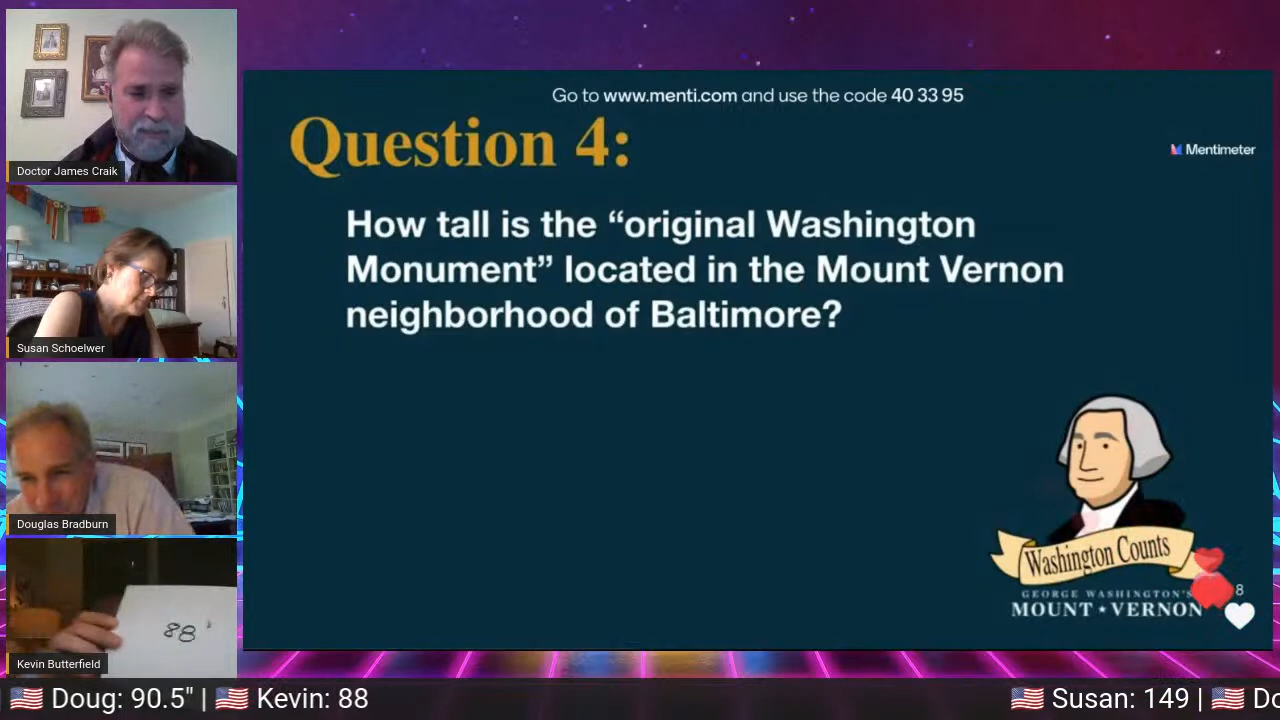 Doctor James Craik
Susan Schoelwer
Douglas Bradburn
88'
Kevin Butterfield
Go to www.menti.com and use the code 40 33 95
Question 4:
Mentimeter
How tall is the “original Washington
Monument” located in the Mount Vernon
neighborhood of Baltimore?
Washington Counts
GEORGE WASHINGTON'S
MOUNT ★ VERNON
8
| 🇺🇸 Doug: 90.5" | 🇺🇸 Kevin: 88 🇺🇸 Susan: 149 | 🇺🇸 Do